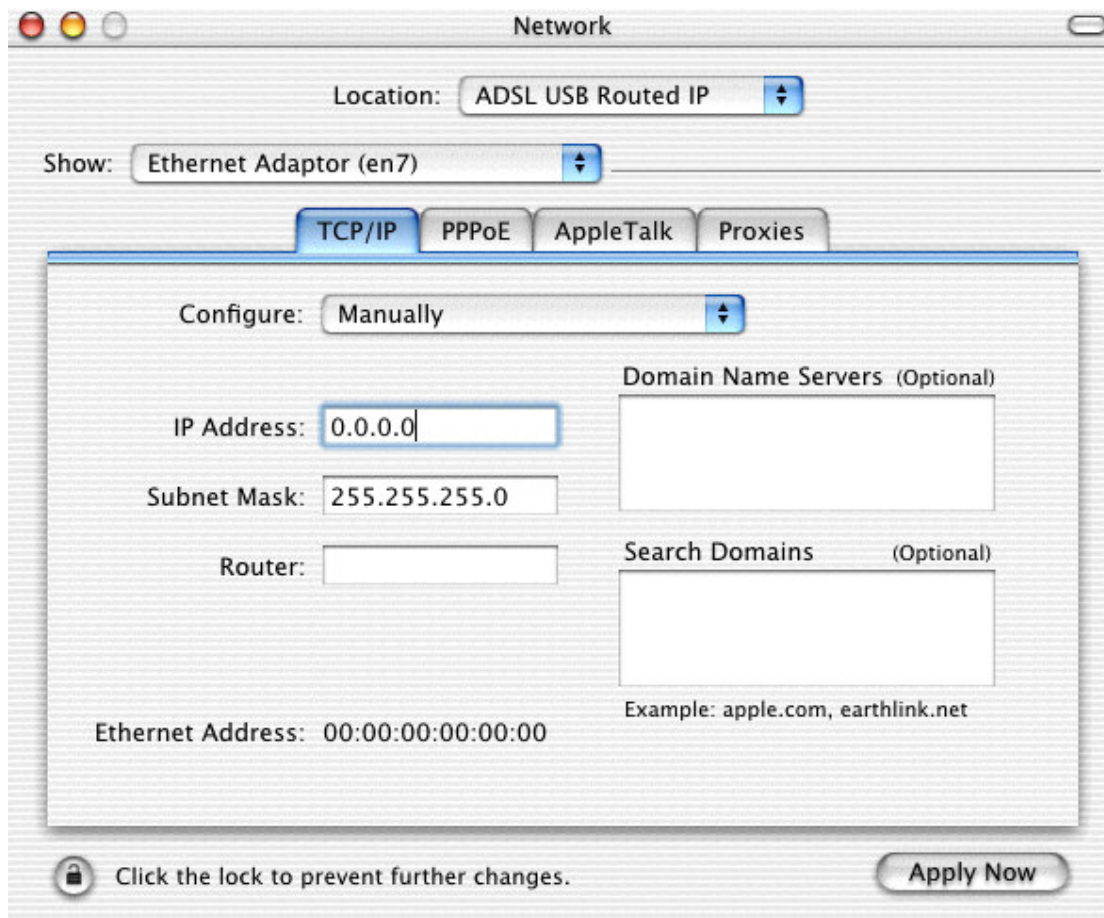 Network
Location: ADSL USB Routed IP
Show: Ethernet Adaptor (en7)
TCP/IP PPPoE AppleTalk Proxies
Configure: Manually
Domain Name Servers (Optional)
IP Address: 0.0.0.0
Subnet Mask: 255.255.255.0
Search Domains (Optional)
Router:
Example: apple.com, earthlink.net
Ethernet Address: 00:00:00:00:00:00
Click the lock to prevent further changes.
Apply Now